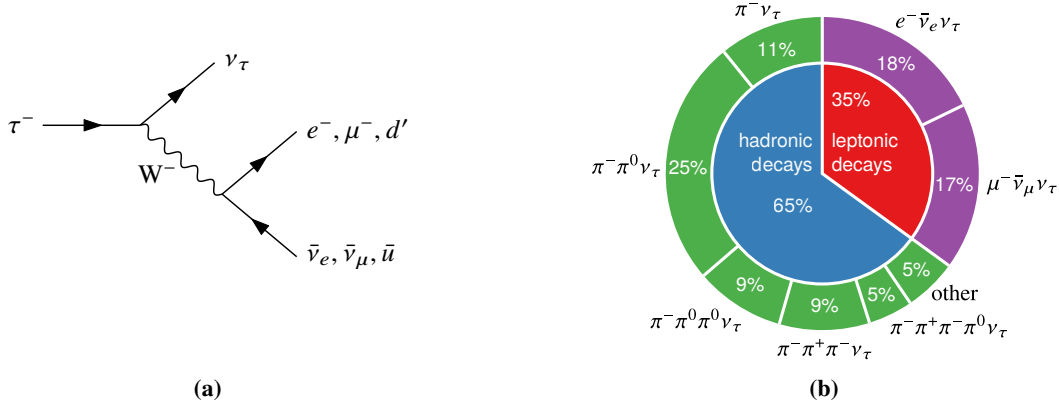 τ⁻
ν_τ
W⁻
e⁻, μ⁻, d′
ν̄_e, ν̄_μ, ū
(a)
π⁻ν_τ
e⁻ν̄_eν_τ
11%
18%
35%
hadronic decays
leptonic decays
π⁻π⁰ν_τ
25%
17%
μ⁻ν̄_μν_τ
65%
9%
9%
5%
5%
other
π⁻π⁰π⁰ν_τ
π⁻π⁺π⁻π⁰ν_τ
π⁻π⁺π⁻ν_τ
(b)